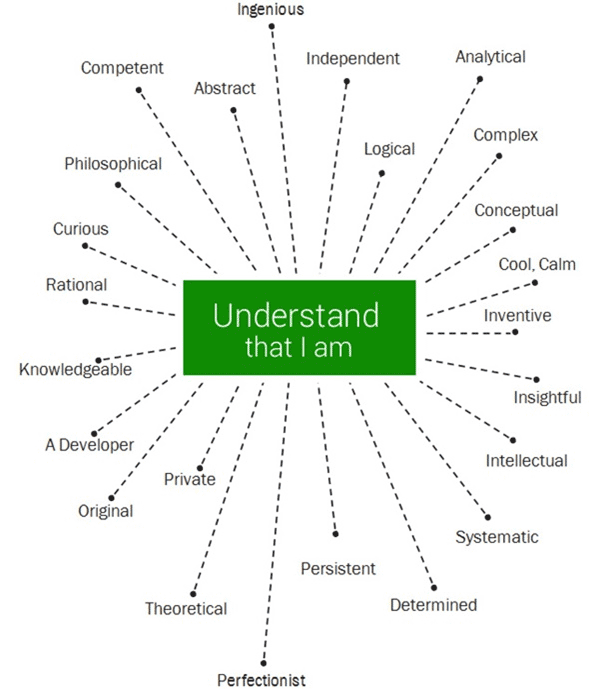 Ingenious
Independent
Analytical
Competent
Abstract
Complex
Logical
Philosophical
Conceptual
Curious
Cool, Calm
Rational
Understand
that I am
Inventive
Knowledgeable
Insightful
A Developer
Intellectual
Private
Original
Systematic
Persistent
Theoretical
Determined
Perfectionist